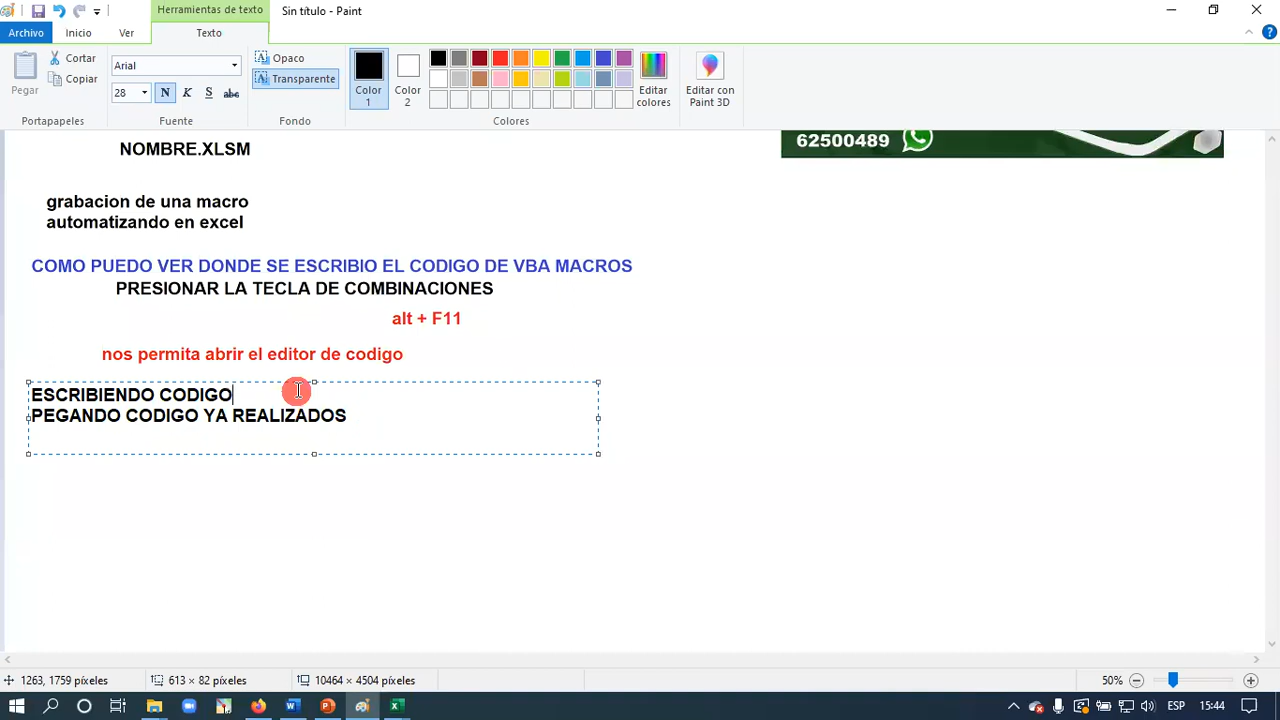 Herramientas de texto
Sin título - Paint
Archivo
Inicio
Ver
Texto
Pegar
Cortar
Copiar
Portapapeles
Arial
28
N
K
S
abc
Fuente
Opaco
Transparente
Fondo
Color 1
Color 2
Editar colores
Colores
Editar con Paint 3D
NOMBRE.XLSM
62500489
grabacion de una macro
automatizando en excel
COMO PUEDO VER DONDE SE ESCRIBIO EL CODIGO DE VBA MACROS
PRESIONAR LA TECLA DE COMBINACIONES
alt + F11
nos permita abrir el editor de codigo
ESCRIBIENDO CODIGO
PEGANDO CODIGO YA REALIZADOS
1263, 1759 píxeles
613 × 82 píxeles
10464 × 4504 píxeles
50%
ESP
15:44